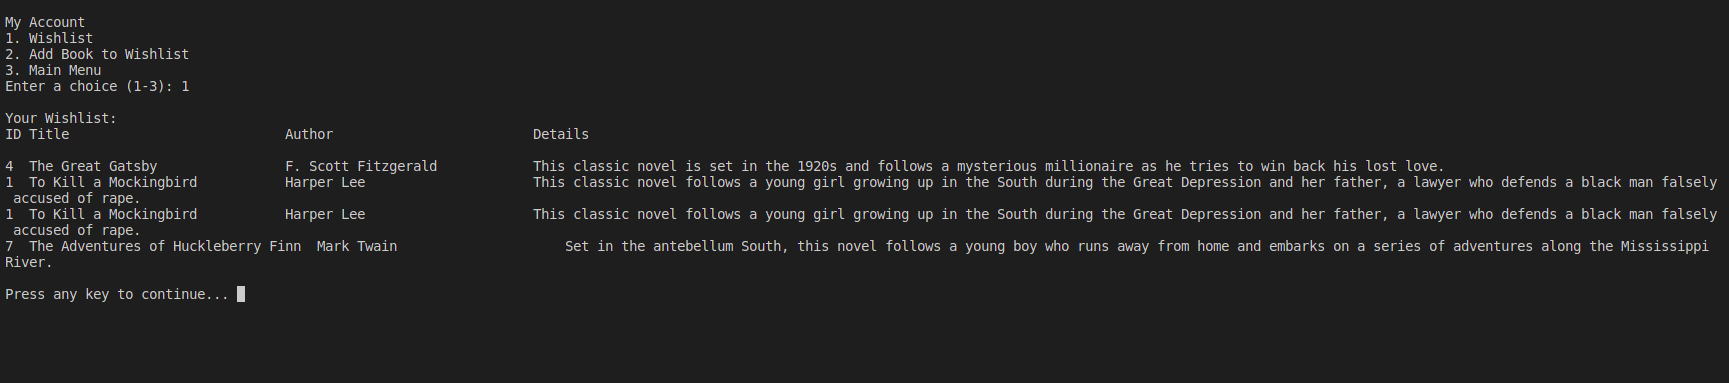 My Account
1. Wishlist
2. Add Book to Wishlist
3. Main Menu
Enter a choice (1-3): 1
Your Wishlist:
ID Title Author Details
4 The Great Gatsby F. Scott Fitzgerald This classic novel is set in the 1920s and follows a mysterious millionaire as he tries to win back his lost love.
1 To Kill a Mockingbird Harper Lee This classic novel follows a young girl growing up in the South during the Great Depression and her father, a lawyer who defends a black man falsely
accused of rape.
1 To Kill a Mockingbird Harper Lee This classic novel follows a young girl growing up in the South during the Great Depression and her father, a lawyer who defends a black man falsely
accused of rape.
7 The Adventures of Huckleberry Finn Mark Twain Set in the antebellum South, this novel follows a young boy who runs away from home and embarks on a series of adventures along the Mississippi
River.
Press any key to continue...